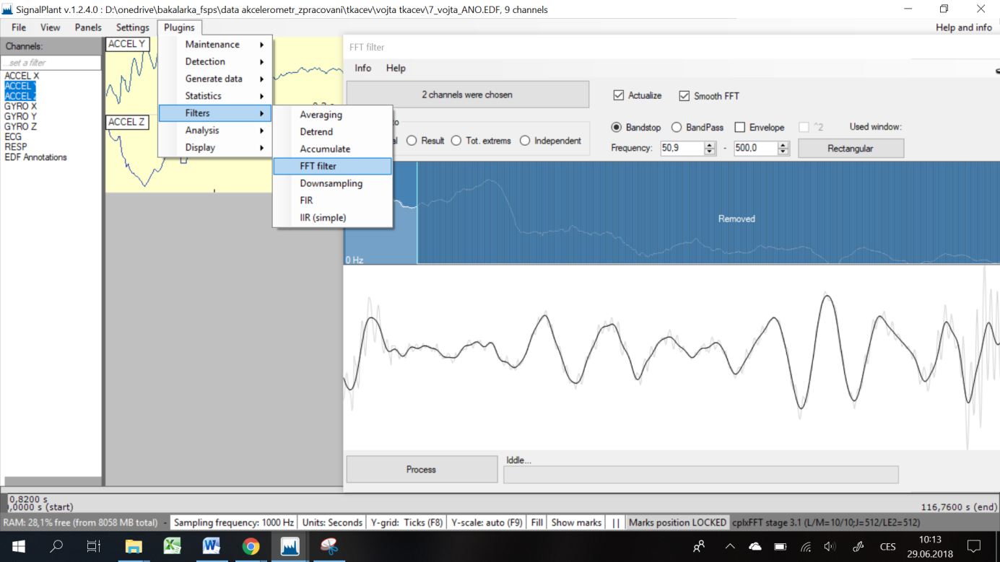 SignalPlant v.1.2.4.0 : D:\onedrive\bakalarka_fsps\data akcelerometr_zpracovaní\tkacev\vojta tkacev\7_vojta_ANO.EDF, 9 channels
File View Panels Settings Plugins Help and info
Channels:
...set a filter
ACCEL X
ACCEL Y
ACCEL Z
GYRO X
GYRO Y
GYRO Z
ECG
RESP
EDF Annotations
ACCEL Y
ACCEL Z
Maintenance
Detection
Generate data
Statistics
Filters
Analysis
Display
Averaging
Detrend
Accumulate
FFT filter
Downsampling
FIR
IIR (simple)
FFT filter
Info Help
2 channels were chosen
Actualize Smooth FFT
Result Tot. extrems Independent
Bandstop BandPass Envelope ^2 Used window:
Frequency: 50,9 - 500,0 Rectangular
Removed
0 Hz
Process
Iddle...
0,8200 s
0,0000 s (start) 116,7600 s (end)
RAM: 28,1% free (from 8058 MB total) - Sampling frequency: 1000 Hz Units: Seconds Y-grid: Ticks (F8) Y-scale: auto (F9) Fill Show marks || Marks position LOCKED cplxFFT stage 3.1 (L/M=10/10;J=512/LE2=512)
CES
10:13
29.06.2018